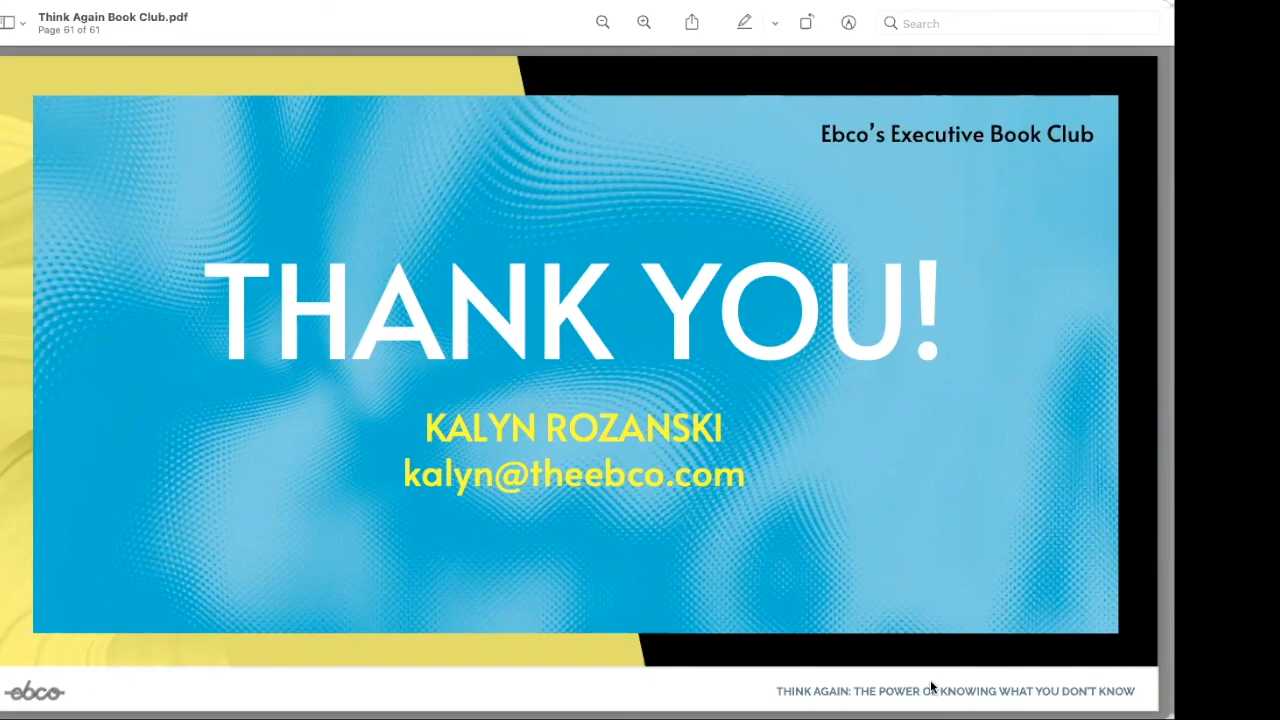 Think Again Book Club.pdf
Page 61 of 61
Search
Ebco's Executive Book Club
THANK YOU!
KALYN ROZANSKI
kalyn@theebco.com
ebco
THINK AGAIN: THE POWER OF KNOWING WHAT YOU DON'T KNOW